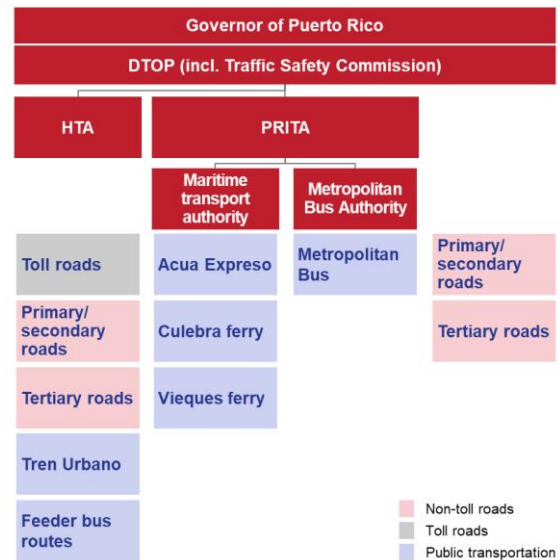 Governor of Puerto Rico
DTOP (incl. Traffic Safety Commission)
HTA
PRITA
Maritime
transport
authority
Metropolitan
Bus Authority
Toll roads
Acua Expreso
Metropolitan
Bus
Primary/
secondary
roads
Primary/
secondary
roads
Culebra ferry
Tertiary roads
Tertiary roads
Vieques ferry
Tren Urbano
Feeder bus
routes
Non-toll roads
Toll roads
Public transportation